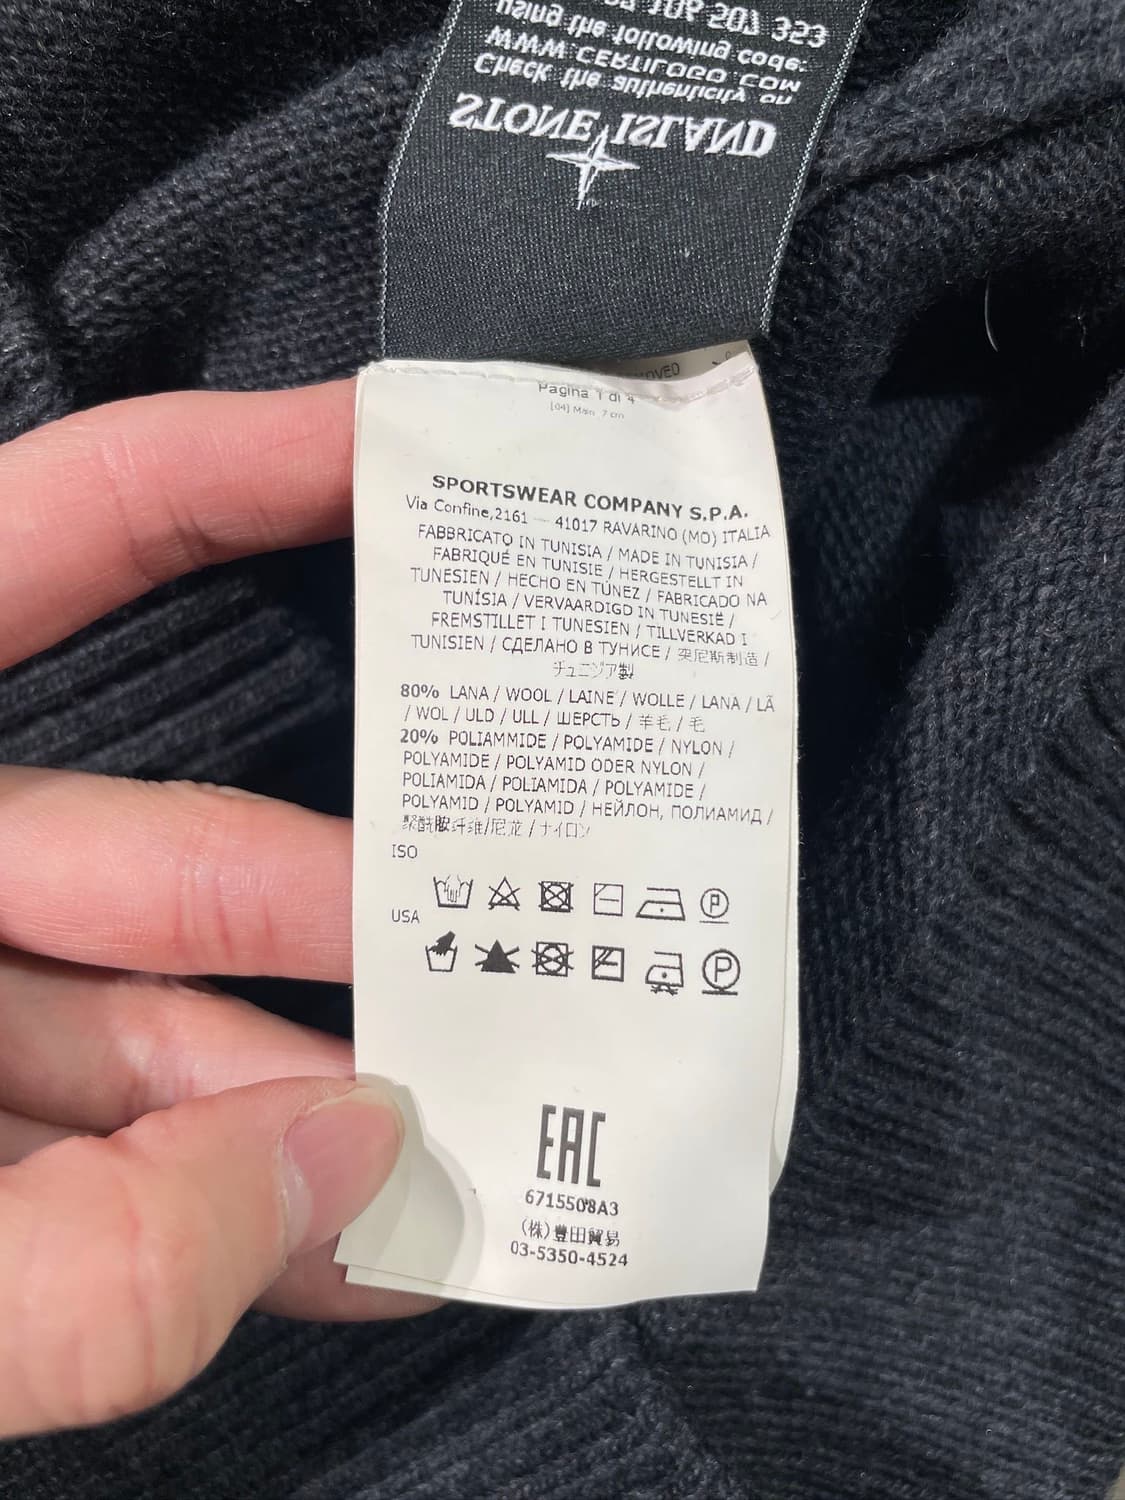 using the following code:
106 507 353
WWW.CERTILOGO.COM
Check the authenticity on
STONE ISLAND
Pagina 1 di 4
SPORTSWEAR COMPANY S.P.A.
Via Confine,2161 — 41017 RAVARINO (MO) ITALIA
FABBRICATO IN TUNISIA / MADE IN TUNISIA /
FABRIQUÉ EN TUNISIE / HERGESTELLT IN
TUNESIEN / HECHO EN TÚNEZ / FABRICADO NA
TUNÍSIA / VERVAARDIGD IN TUNESIË /
FREMSTILLET I TUNESIEN / TILLVERKAD I
TUNISIEN / СДЕЛАНО В ТУНИСЕ / 突尼斯制造 /
チュニジア製
80% LANA / WOOL / LAINE / WOLLE / LANA / LÃ
/ WOL / ULD / ULL / ШЕРСТЬ / 羊毛 / 毛
20% POLIAMMIDE / POLYAMIDE / NYLON /
POLYAMIDE / POLYAMID ODER NYLON /
POLIAMIDA / POLIAMIDA / POLYAMIDE /
POLYAMID / POLYAMID / НЕЙЛОН, ПОЛИАМИД /
聚酰胺纤维/尼龙 / ナイロン
ISO
P
USA
P
EAC
6715508A3
(株)豊田貿易
03-5350-4524